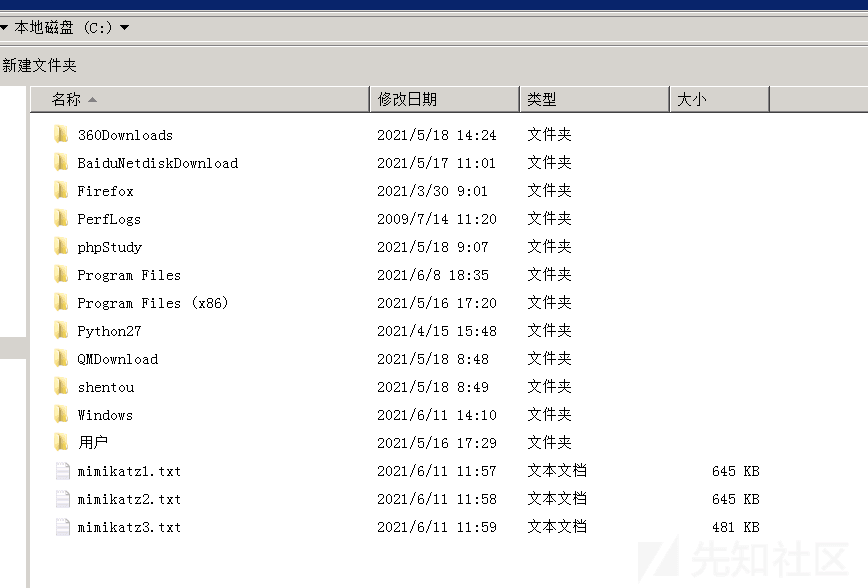 本地磁盘 (C:)
新建文件夹
名称 修改日期 类型 大小
360Downloads 2021/5/18 14:24 文件夹
BaiduNetdiskDownload 2021/5/17 11:01 文件夹
Firefox 2021/3/30 9:01 文件夹
PerfLogs 2009/7/14 11:20 文件夹
phpStudy 2021/5/18 9:07 文件夹
Program Files 2021/6/8 18:35 文件夹
Program Files (x86) 2021/5/16 17:20 文件夹
Python27 2021/4/15 15:48 文件夹
QMDownload 2021/5/18 8:48 文件夹
shentou 2021/5/18 8:49 文件夹
Windows 2021/6/11 14:10 文件夹
用户 2021/5/16 17:29 文件夹
mimikatz1.txt 2021/6/11 11:57 文本文档 645 KB
mimikatz2.txt 2021/6/11 11:58 文本文档 645 KB
mimikatz3.txt 2021/6/11 11:59 文本文档 481 KB
先知社区